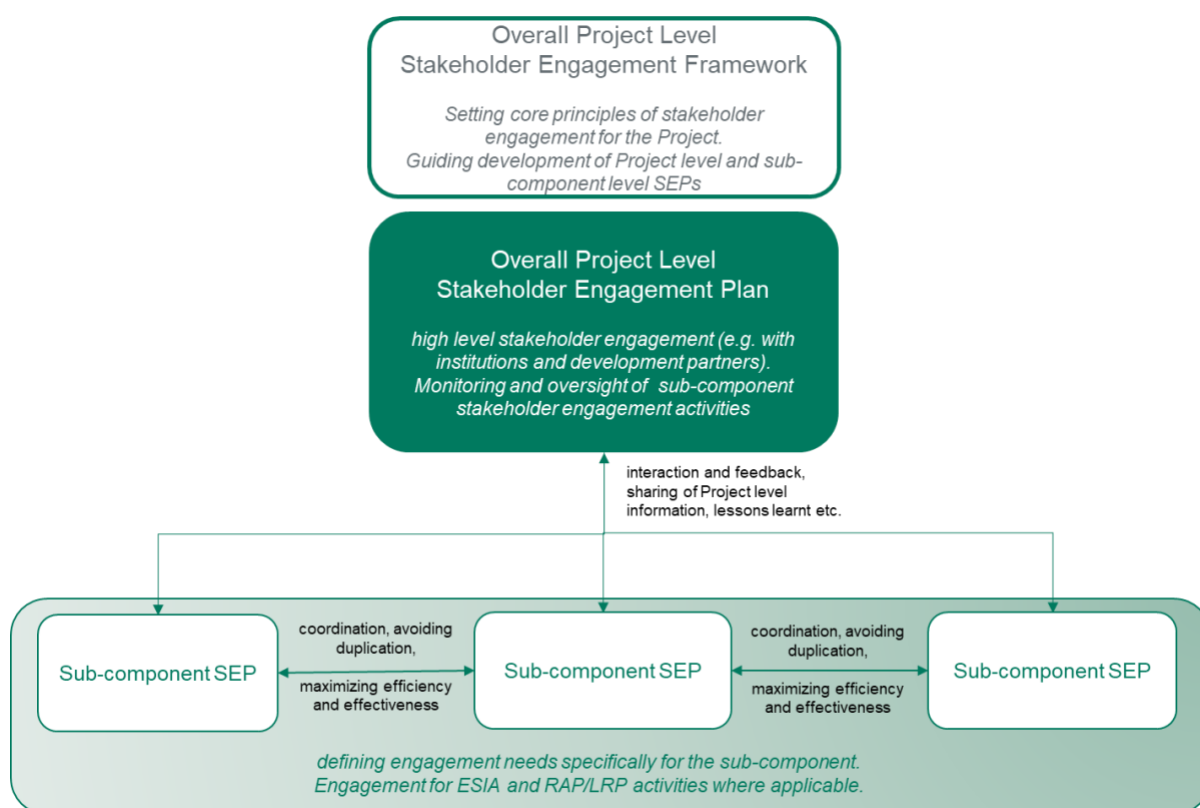 Overall Project Level
Stakeholder Engagement Framework
Setting core principles of stakeholder
engagement for the Project.
Guiding development of Project level and sub-
component level SEPs
Overall Project Level
Stakeholder Engagement Plan
high level stakeholder engagement (e.g. with
institutions and development partners).
Monitoring and oversight of sub-component
stakeholder engagement activities
interaction and feedback,
sharing of Project level
information, lessons learnt etc.
Sub-component SEP
coordination, avoiding
duplication,
maximizing efficiency
and effectiveness
Sub-component SEP
coordination, avoiding
duplication,
maximizing efficiency
and effectiveness
Sub-component SEP
defining engagement needs specifically for the sub-component.
Engagement for ESIA and RAP/LRP activities where applicable.